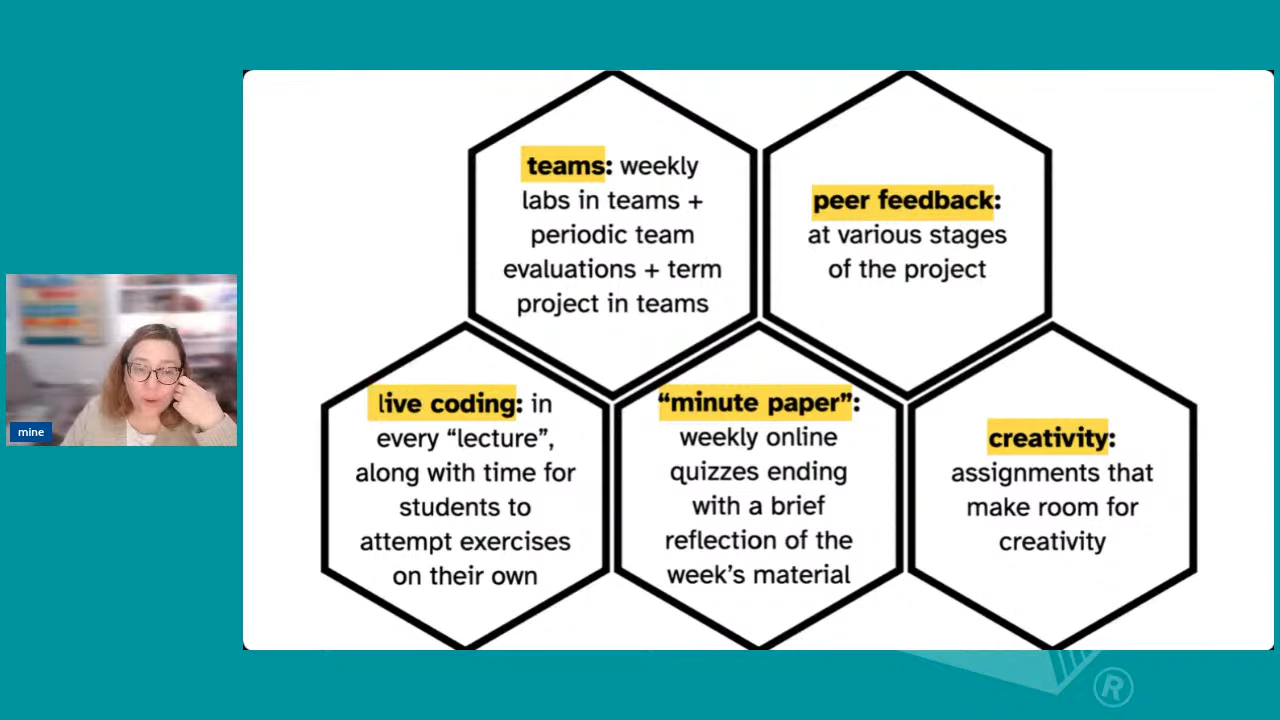 teams: weekly
labs in teams +
periodic team
evaluations + term
project in teams
peer feedback:
at various stages
of the project
live coding: in
every “lecture”,
along with time for
students to
attempt exercises
on their own
“minute paper”:
weekly online
quizzes ending
with a brief
reflection of the
week’s material
creativity:
assignments that
make room for
creativity
mine
®